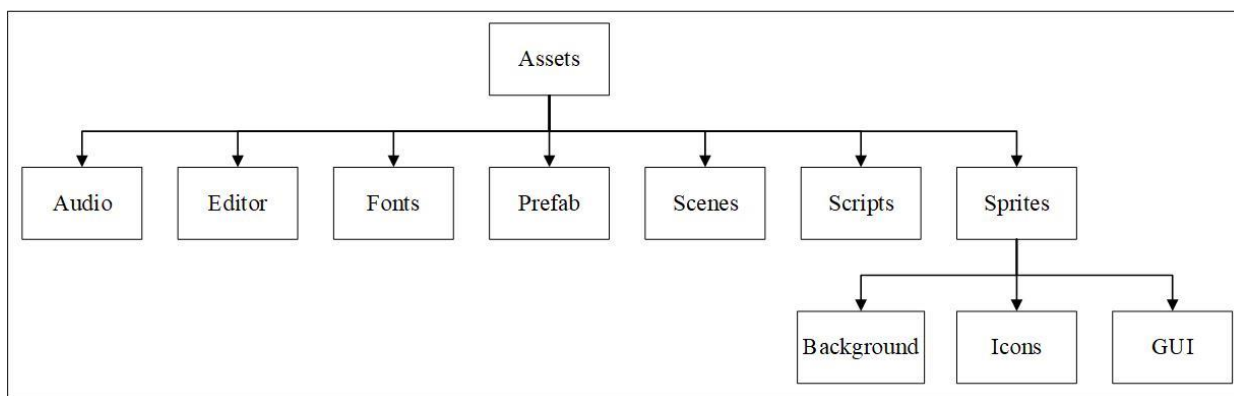 Assets
Audio
Editor
Fonts
Prefab
Scenes
Scripts
Sprites
Background
Icons
GUI